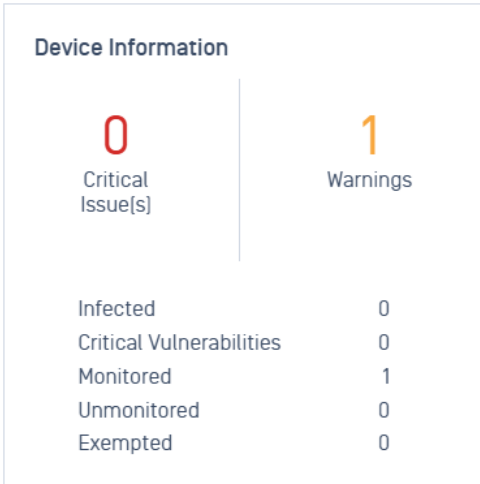 Device Information
0 1
Critical Warnings
Issue(s)
Infected 0
Critical Vulnerabilities 0
Monitored 1
Unmonitored 0
Exempted 0